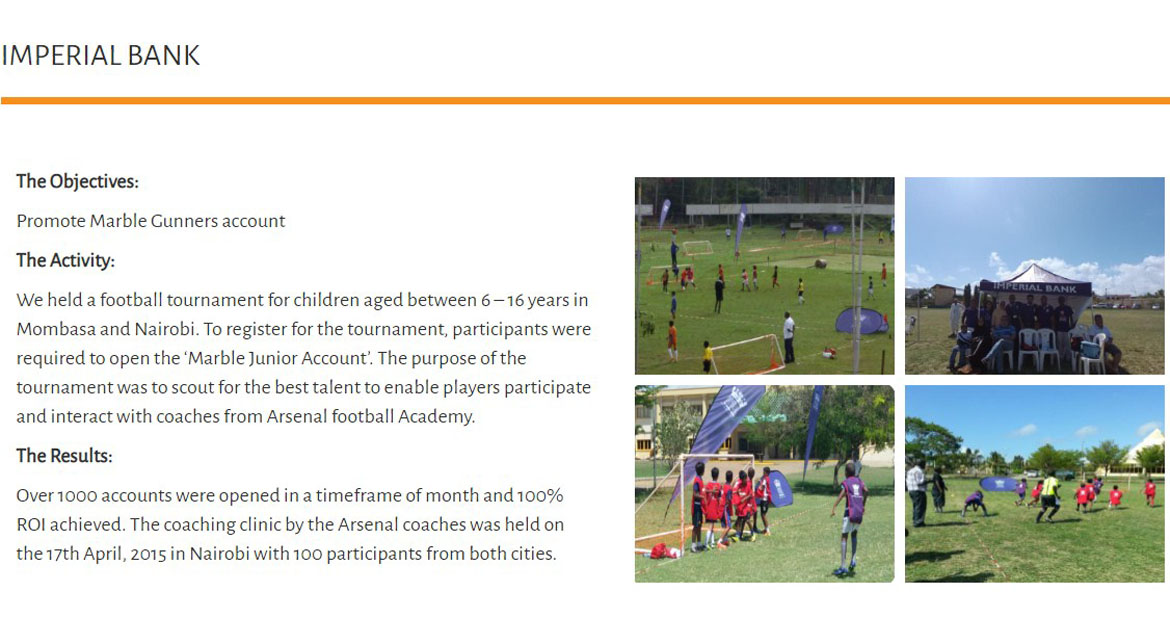 IMPERIAL BANK
The Objectives:
Promote Marble Gunners account
The Activity:
We held a football tournament for children aged between 6 – 16 years in
Mombasa and Nairobi. To register for the tournament, participants were
required to open the ‘Marble Junior Account’. The purpose of the
tournament was to scout for the best talent to enable players participate
and interact with coaches from Arsenal football Academy.
The Results:
Over 1000 accounts were opened in a timeframe of month and 100%
ROI achieved. The coaching clinic by the Arsenal coaches was held on
the 17th April, 2015 in Nairobi with 100 participants from both cities.
IMPERIAL BANK